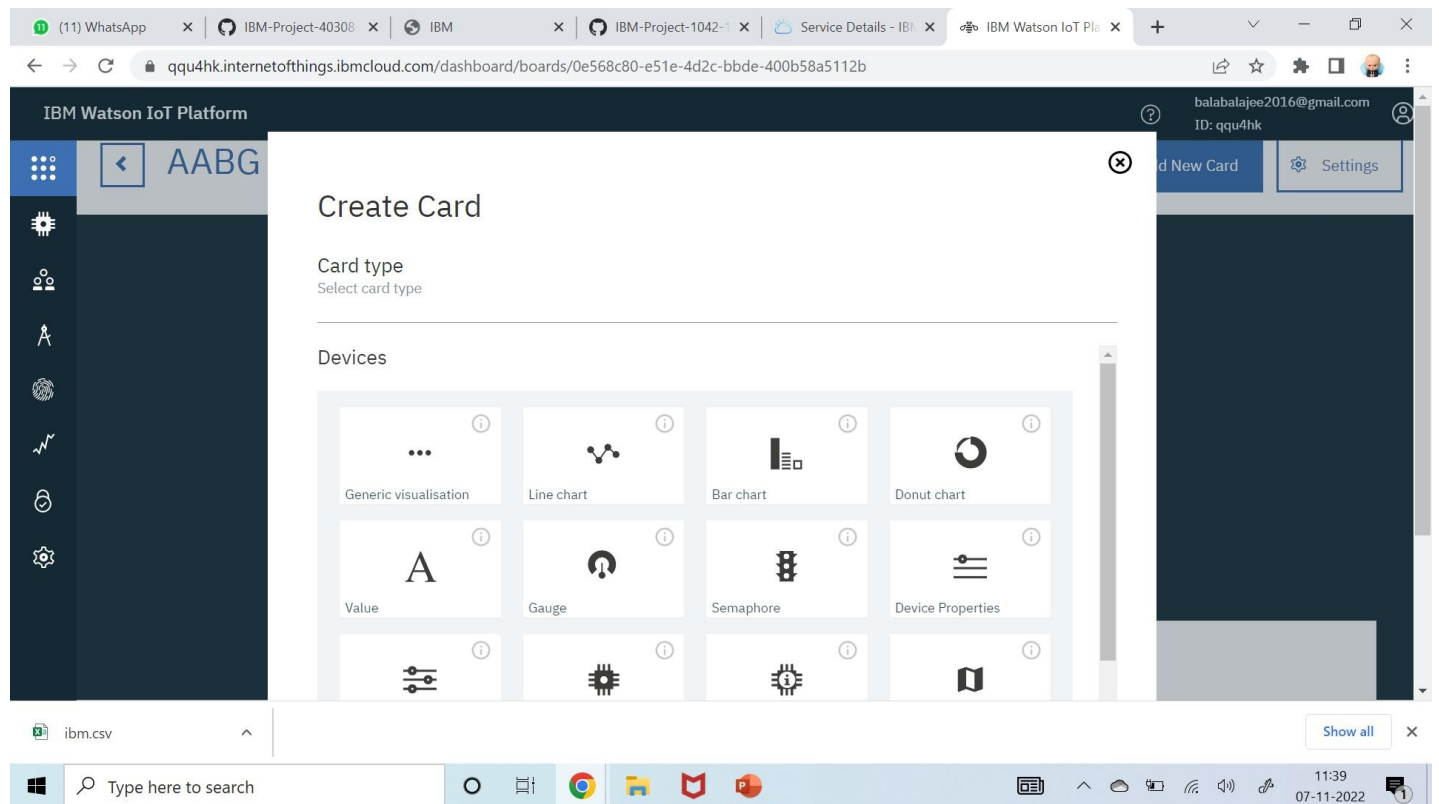 (11) WhatsApp
IBM-Project-40308-
IBM
IBM-Project-1042-1
Service Details - IBM
IBM Watson IoT Pla
qqu4hk.internetofthings.ibmcloud.com/dashboard/boards/0e568c80-e51e-4d2c-bbde-400b58a5112b
IBM Watson IoT Platform
balabalajee2016@gmail.com
ID: qqu4hk
AABG
d New Card
Settings
Create Card
Card type
Select card type
Devices
Generic visualisation
Line chart
Bar chart
Donut chart
A
Value
Gauge
Semaphore
Device Properties
ibm.csv
Show all
Type here to search
11:39
07-11-2022
1